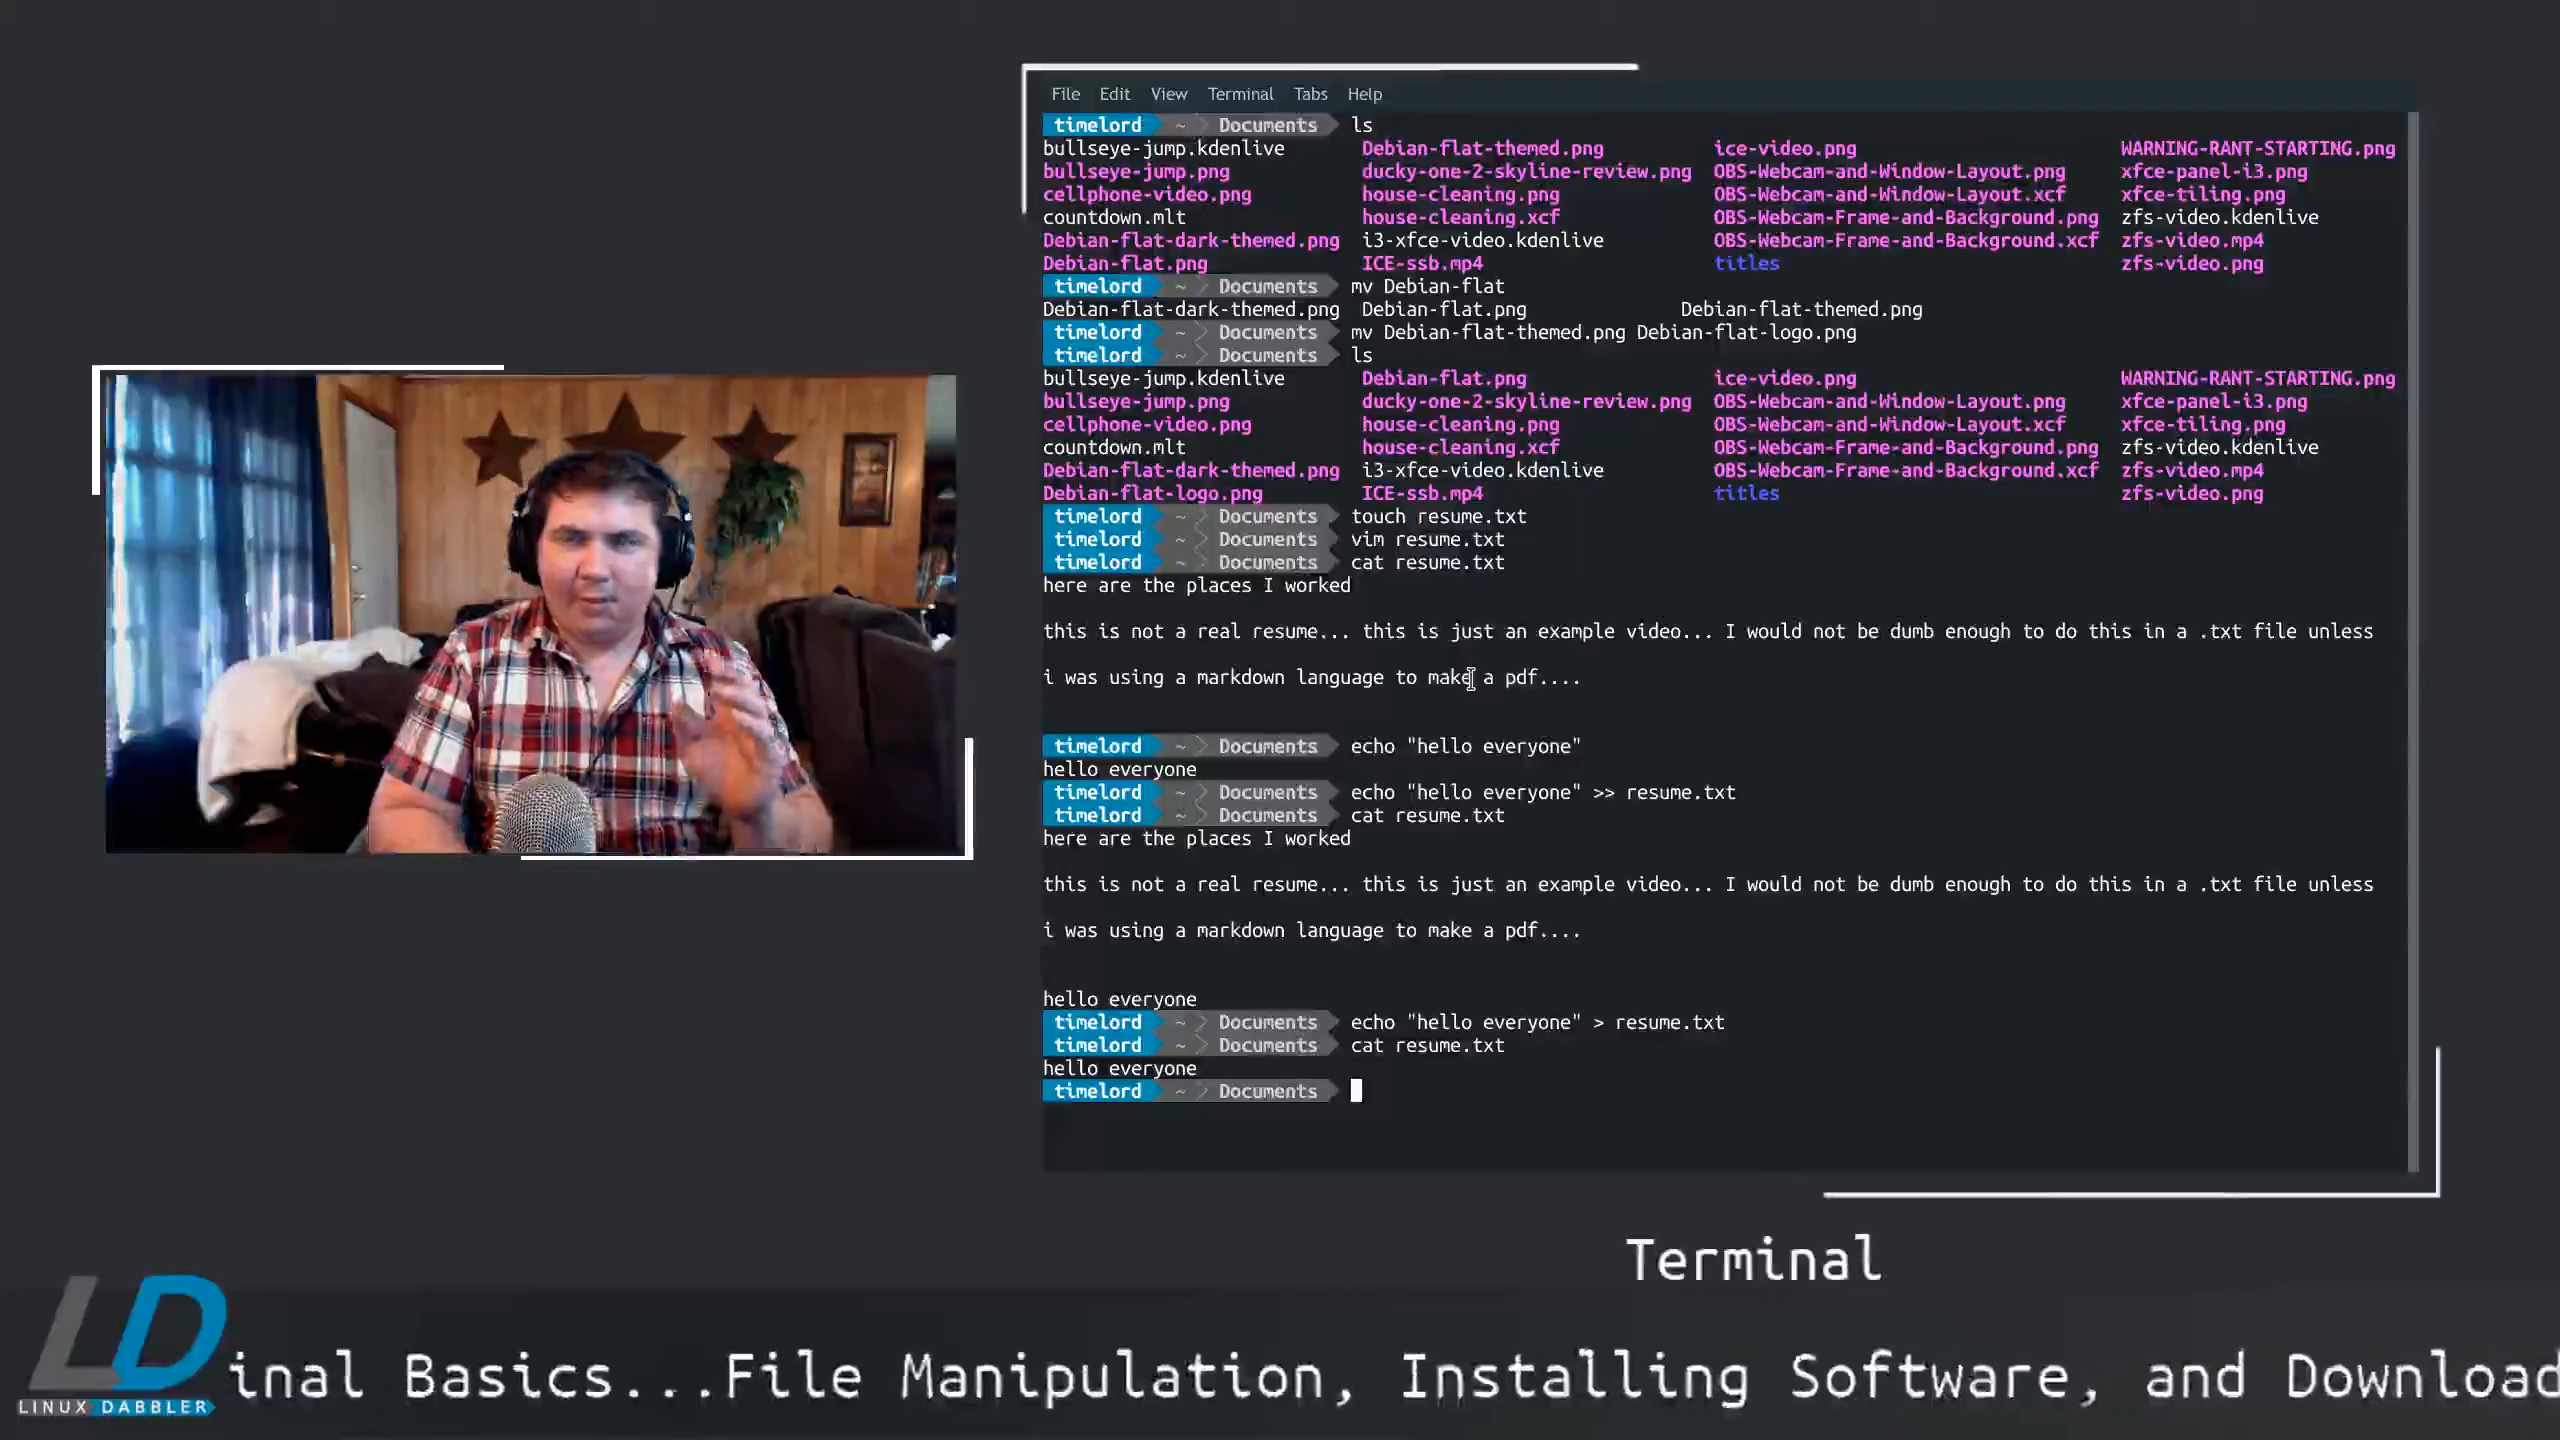 File Edit View Terminal Tabs Help
timelord ~ Documents ls
bullseye-jump.kdenlive Debian-flat-themed.png ice-video.png WARNING-RANT-STARTING.png
bullseye-jump.png ducky-one-2-skyline-review.png OBS-Webcam-and-Window-Layout.png xfce-panel-i3.png
cellphone-video.png house-cleaning.png OBS-Webcam-and-Window-Layout.xcf xfce-tiling.png
countdown.mlt house-cleaning.xcf OBS-Webcam-Frame-and-Background.png zfs-video.kdenlive
Debian-flat-dark-themed.png i3-xfce-video.kdenlive OBS-Webcam-Frame-and-Background.xcf zfs-video.mp4
Debian-flat.png ICE-ssb.mp4 titles zfs-video.png
timelord ~ Documents mv Debian-flat
Debian-flat-dark-themed.png Debian-flat.png Debian-flat-themed.png
timelord ~ Documents mv Debian-flat-themed.png Debian-flat-logo.png
timelord ~ Documents ls
bullseye-jump.kdenlive Debian-flat.png ice-video.png WARNING-RANT-STARTING.png
bullseye-jump.png ducky-one-2-skyline-review.png OBS-Webcam-and-Window-Layout.png xfce-panel-i3.png
cellphone-video.png house-cleaning.png OBS-Webcam-and-Window-Layout.xcf xfce-tiling.png
countdown.mlt house-cleaning.xcf OBS-Webcam-Frame-and-Background.png zfs-video.kdenlive
Debian-flat-dark-themed.png i3-xfce-video.kdenlive OBS-Webcam-Frame-and-Background.xcf zfs-video.mp4
Debian-flat-logo.png ICE-ssb.mp4 titles zfs-video.png
timelord ~ Documents touch resume.txt
timelord ~ Documents vim resume.txt
timelord ~ Documents cat resume.txt
here are the places I worked
this is not a real resume... this is just an example video... I would not be dumb enough to do this in a .txt file unless
i was using a markdown language to make a pdf....
timelord ~ Documents echo "hello everyone"
hello everyone
timelord ~ Documents echo "hello everyone" >> resume.txt
timelord ~ Documents cat resume.txt
here are the places I worked
this is not a real resume... this is just an example video... I would not be dumb enough to do this in a .txt file unless
i was using a markdown language to make a pdf....
hello everyone
timelord ~ Documents echo "hello everyone" > resume.txt
timelord ~ Documents cat resume.txt
hello everyone
timelord ~ Documents
Terminal
LD
LINUX DABBLER
inal Basics...File Manipulation, Installing Software, and Download